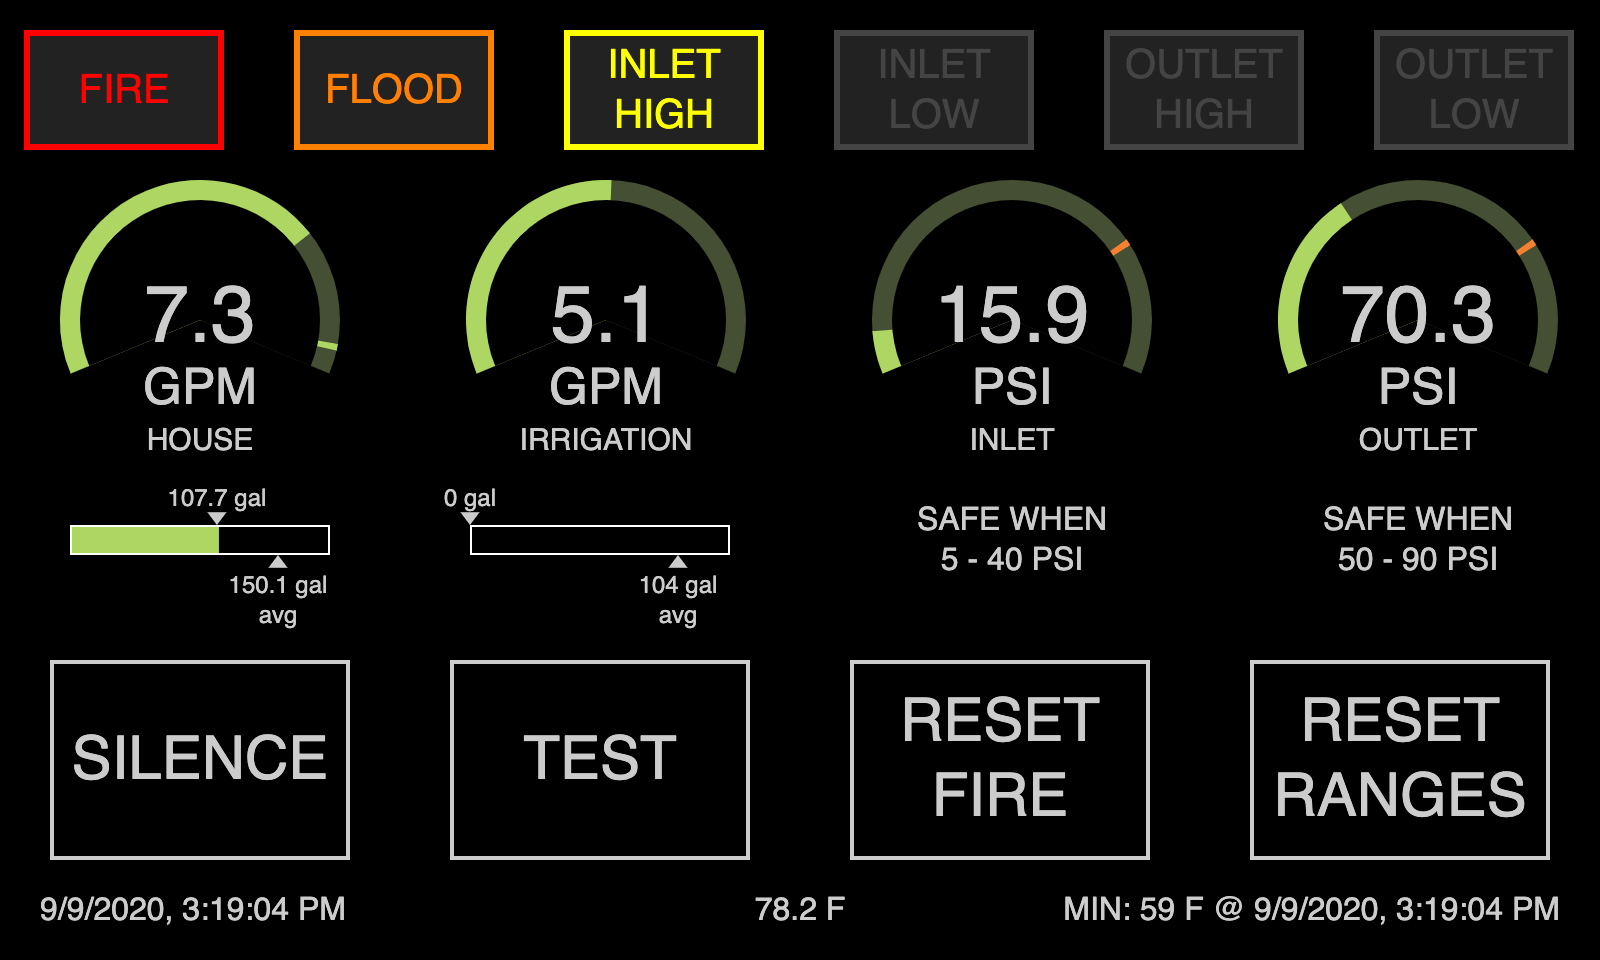 FIRE
FLOOD
INLET
HIGH
INLET
LOW
OUTLET
HIGH
OUTLET
LOW
7.3
GPM
HOUSE
5.1
GPM
IRRIGATION
15.9
PSI
INLET
70.3
PSI
OUTLET
107.7 gal
150.1 gal
avg
0 gal
104 gal
avg
SAFE WHEN
5 - 40 PSI
SAFE WHEN
50 - 90 PSI
SILENCE
TEST
RESET
FIRE
RESET
RANGES
9/9/2020, 3:19:04 PM
78.2 F
MIN: 59 F @ 9/9/2020, 3:19:04 PM